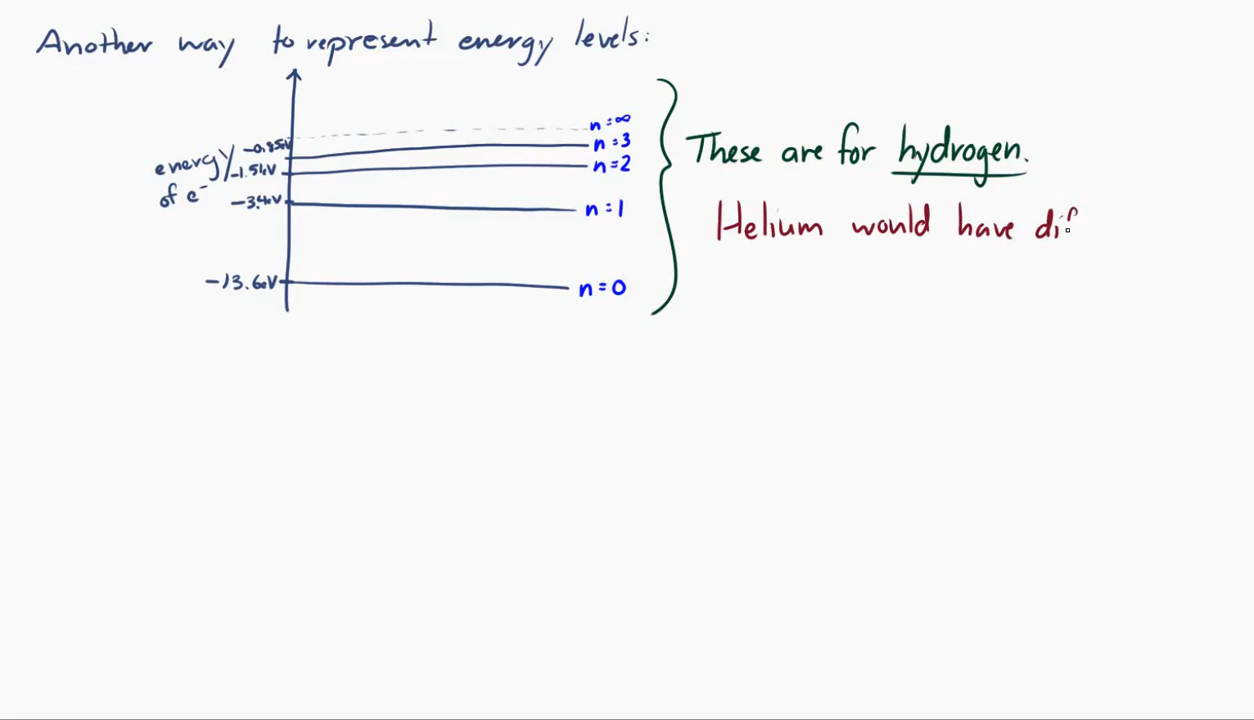 Another way to represent energy levels:
n=∞
-0.85eV
n=3
energy
-1.51eV
n=2
of e⁻
-3.4eV
n=1
-13.6eV
n=0
These are for hydrogen.
Helium would have dif